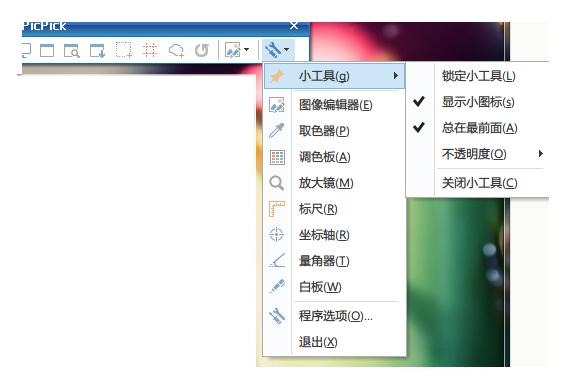 PicPick
小工具(g)
图像编辑器(E)
取色器(P)
调色板(A)
放大镜(M)
标尺(R)
坐标轴(R)
量角器(T)
白板(W)
程序选项(O)...
退出(X)
锁定小工具(L)
显示小图标(s)
总在最前面(A)
不透明度(O)
关闭小工具(C)